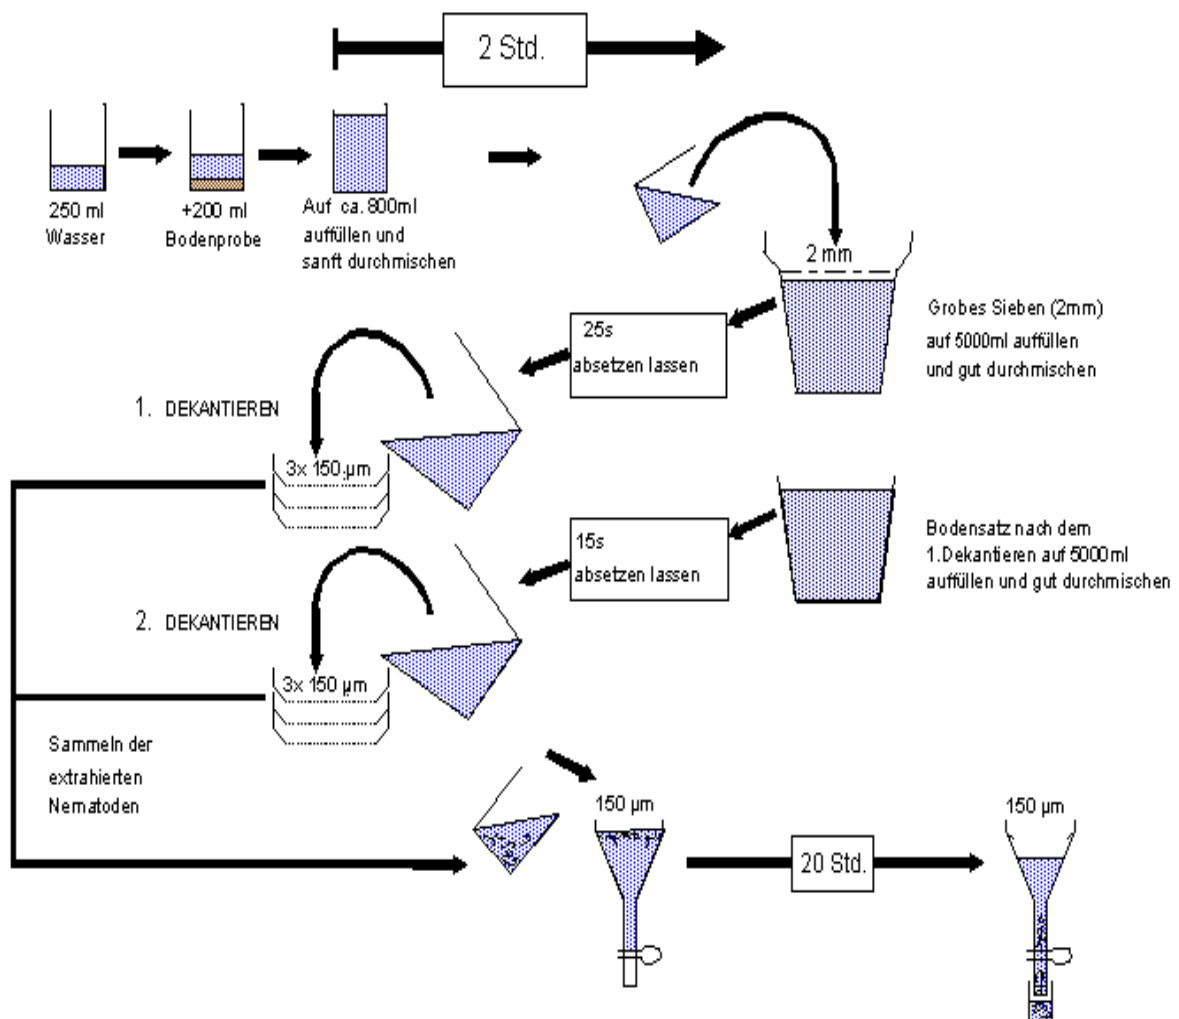 2 Std.
250 ml
Wasser
+200 ml
Bodenprobe
Auf ca. 800ml
auffüllen und
sanft durchmischen
2 mm
Grobes Sieben (2mm)
auf 5000ml auffüllen
und gut durchmischen
25s
absetzen lassen
1. DEKANTIEREN
3x 150 µm
Bodensatz nach dem
1.Dekantieren auf 5000ml
auffüllen und gut durchmischen
15s
absetzen lassen
2. DEKANTIEREN
3x 150 µm
Sammeln der
extrahierten
Nematoden
150 µm
20 Std.
150 µm